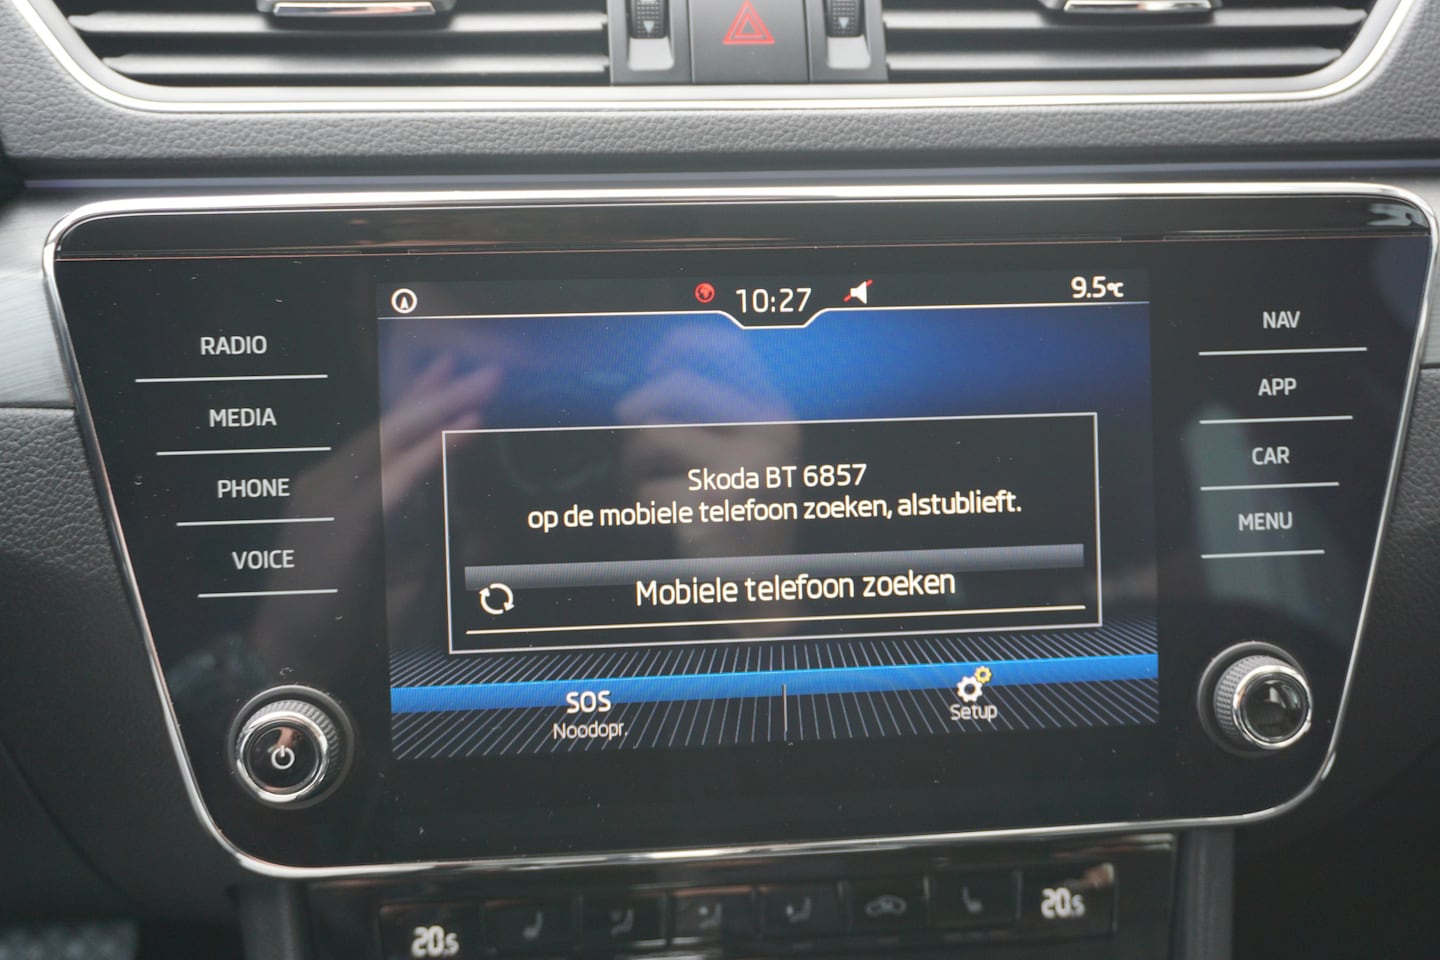 10:27
9.5°C
RADIO
MEDIA
PHONE
VOICE
NAV
APP
CAR
MENU
Skoda BT 6857
op de mobiele telefoon zoeken, alstublieft.
Mobiele telefoon zoeken
SOS
Noodopr.
Setup
20.5
20.5